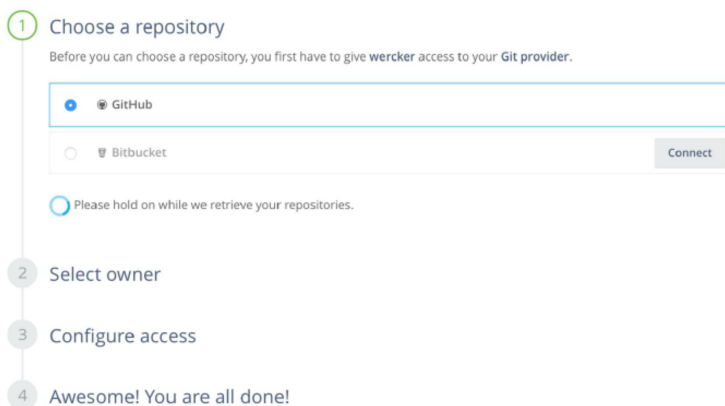 1 Choose a repository
Before you can choose a repository, you first have to give wercker access to your Git provider.
GitHub
Bitbucket Connect
Please hold on while we retrieve your repositories.
2 Select owner
3 Configure access
4 Awesome! You are all done!